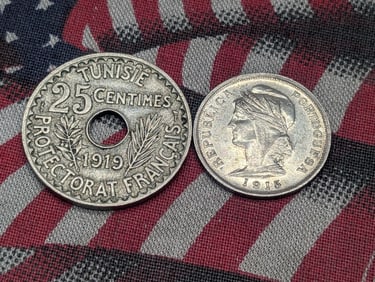 TUNISIE
25 CENTIMES
1919
PROTECTORAT FRANÇAIS
REPUBLICA PORTUGUESA
1915